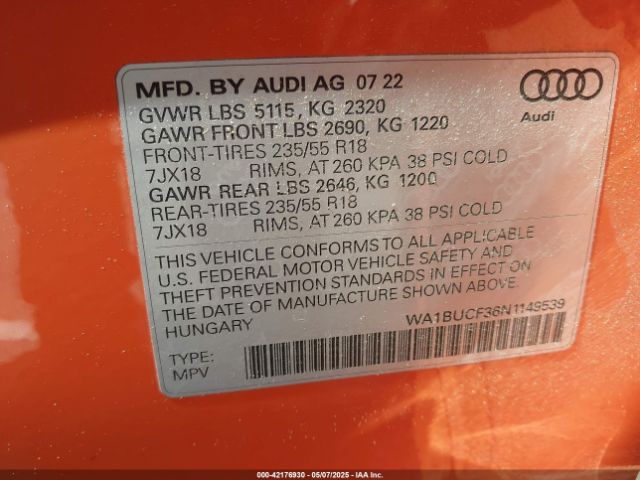 MFD. BY AUDI AG 07 22
GVWR LBS 5115, KG 2320
GAWR FRONT LBS 2690, KG 1220
FRONT-TIRES 235/55 R18
7JX18 RIMS, AT 260 KPA 38 PSI COLD
GAWR REAR LBS 2646, KG 1200
REAR-TIRES 235/55 R18
7JX18 RIMS, AT 260 KPA 38 PSI COLD
Audi
THIS VEHICLE CONFORMS TO ALL APPLICABLE
U.S. FEDERAL MOTOR VEHICLE SAFETY AND
THEFT PREVENTION STANDARDS IN EFFECT ON
THE DATE OF MANUFACTURE SHOWN ABOVE.
HUNGARY
WA1BUCF36N1149539
TYPE:
MPV
000-42176930 - 05/07/2025 - IAAI.COM